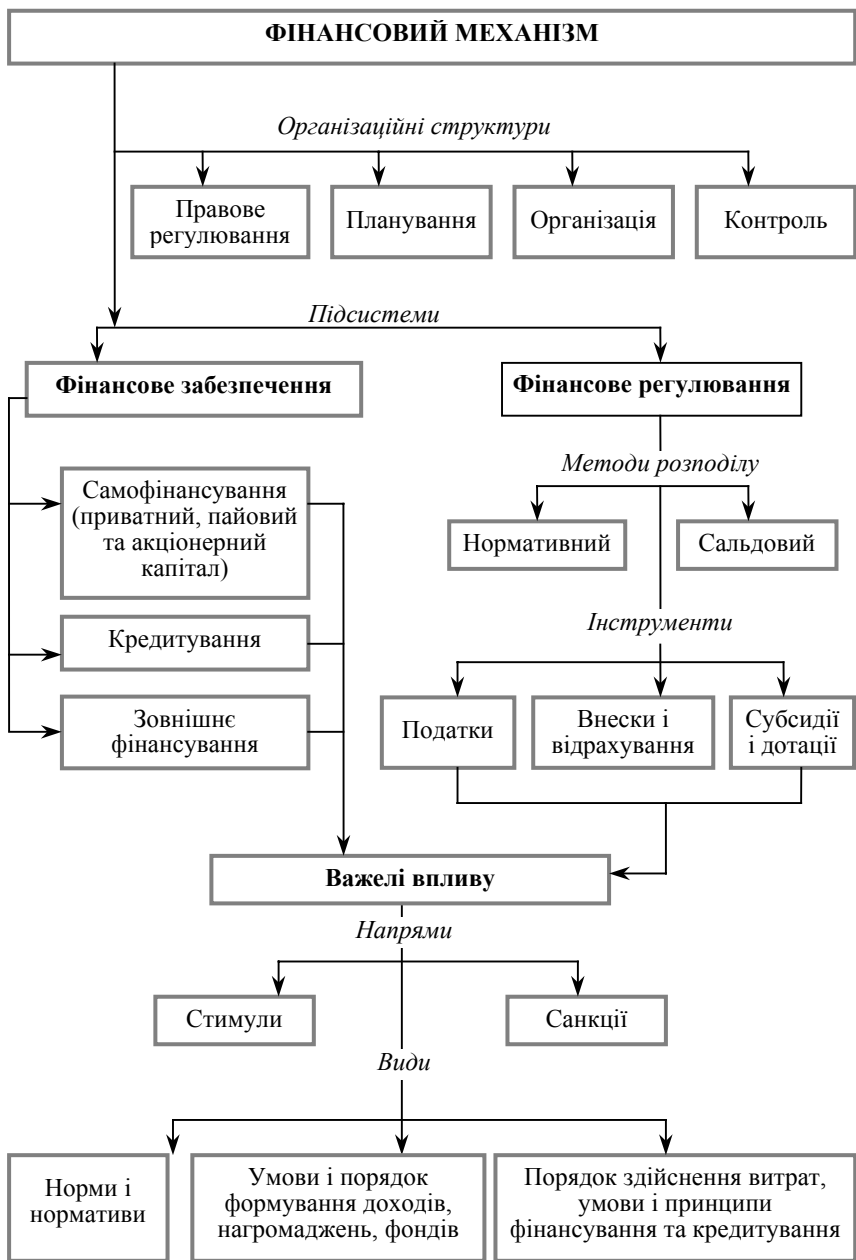 ФІНАНСОВИЙ МЕХАНІЗМ
Організаційні структури
Правове
регулювання
Планування
Організація
Контроль
Підсистеми
Фінансове забезпечення
Фінансове регулювання
Методи розподілу
Самофінансування
(приватний, пайовий
та акціонерний
капітал)
Нормативний
Сальдовий
Інструменти
Кредитування
Зовнішнє
фінансування
Податки
Внески і
відрахування
Субсидії
і дотації
Важелі впливу
Напрями
Стимули
Санкції
Види
Норми і
нормативи
Умови і порядок
формування доходів,
нагромаджень, фондів
Порядок здійснення витрат,
умови і принципи
фінансування та кредитування